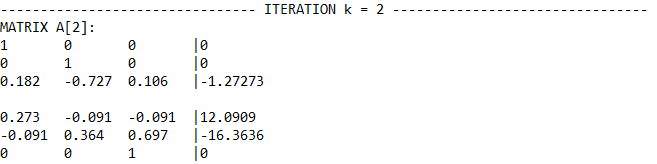 ------------------------------- ITERATION k = 2 -------------------------------
MATRIX A[2]:
1       0       0       |0
0       1       0       |0
0.182   -0.727  0.106   |-1.27273

0.273   -0.091  -0.091  |12.0909
-0.091  0.364   0.697   |-16.3636
0       0       1       |0